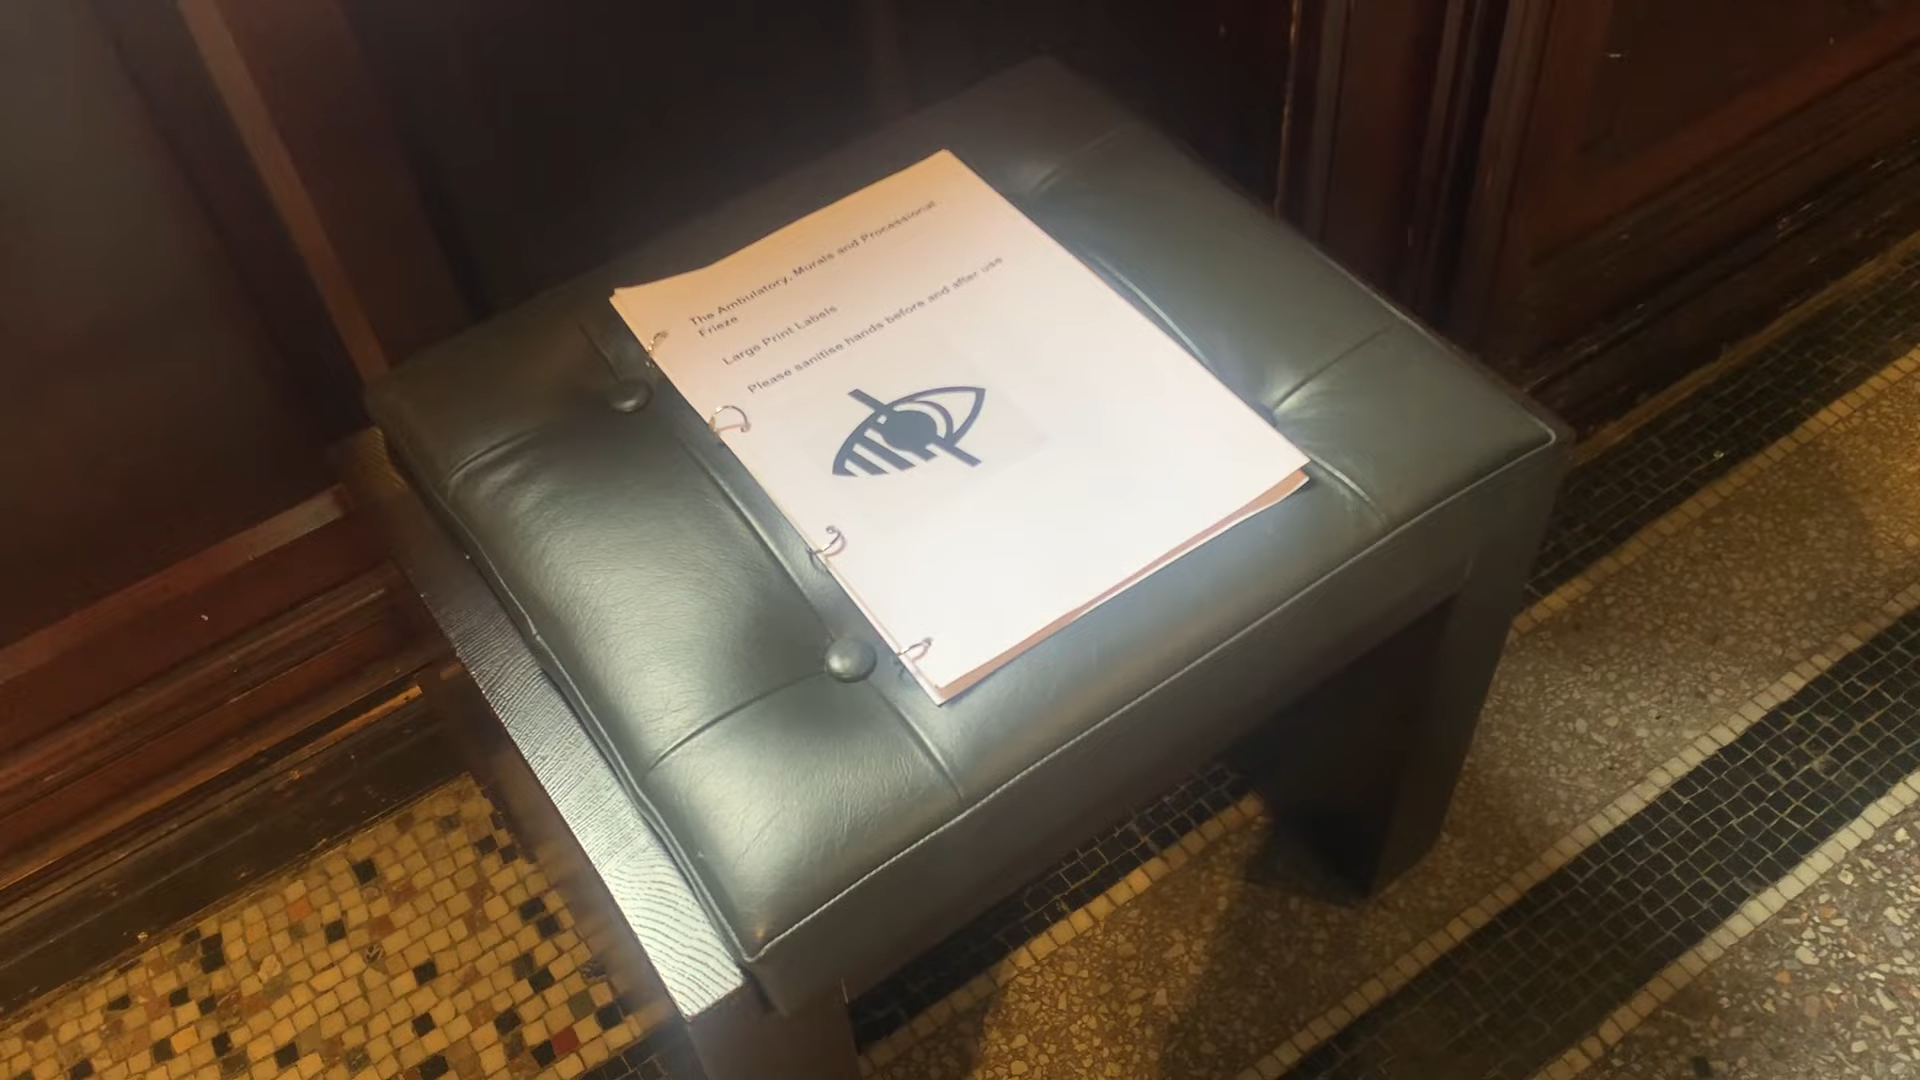 The Ambulatory, Murals and Processional
Frieze
Large Print Labels
Please sanitise hands before and after use